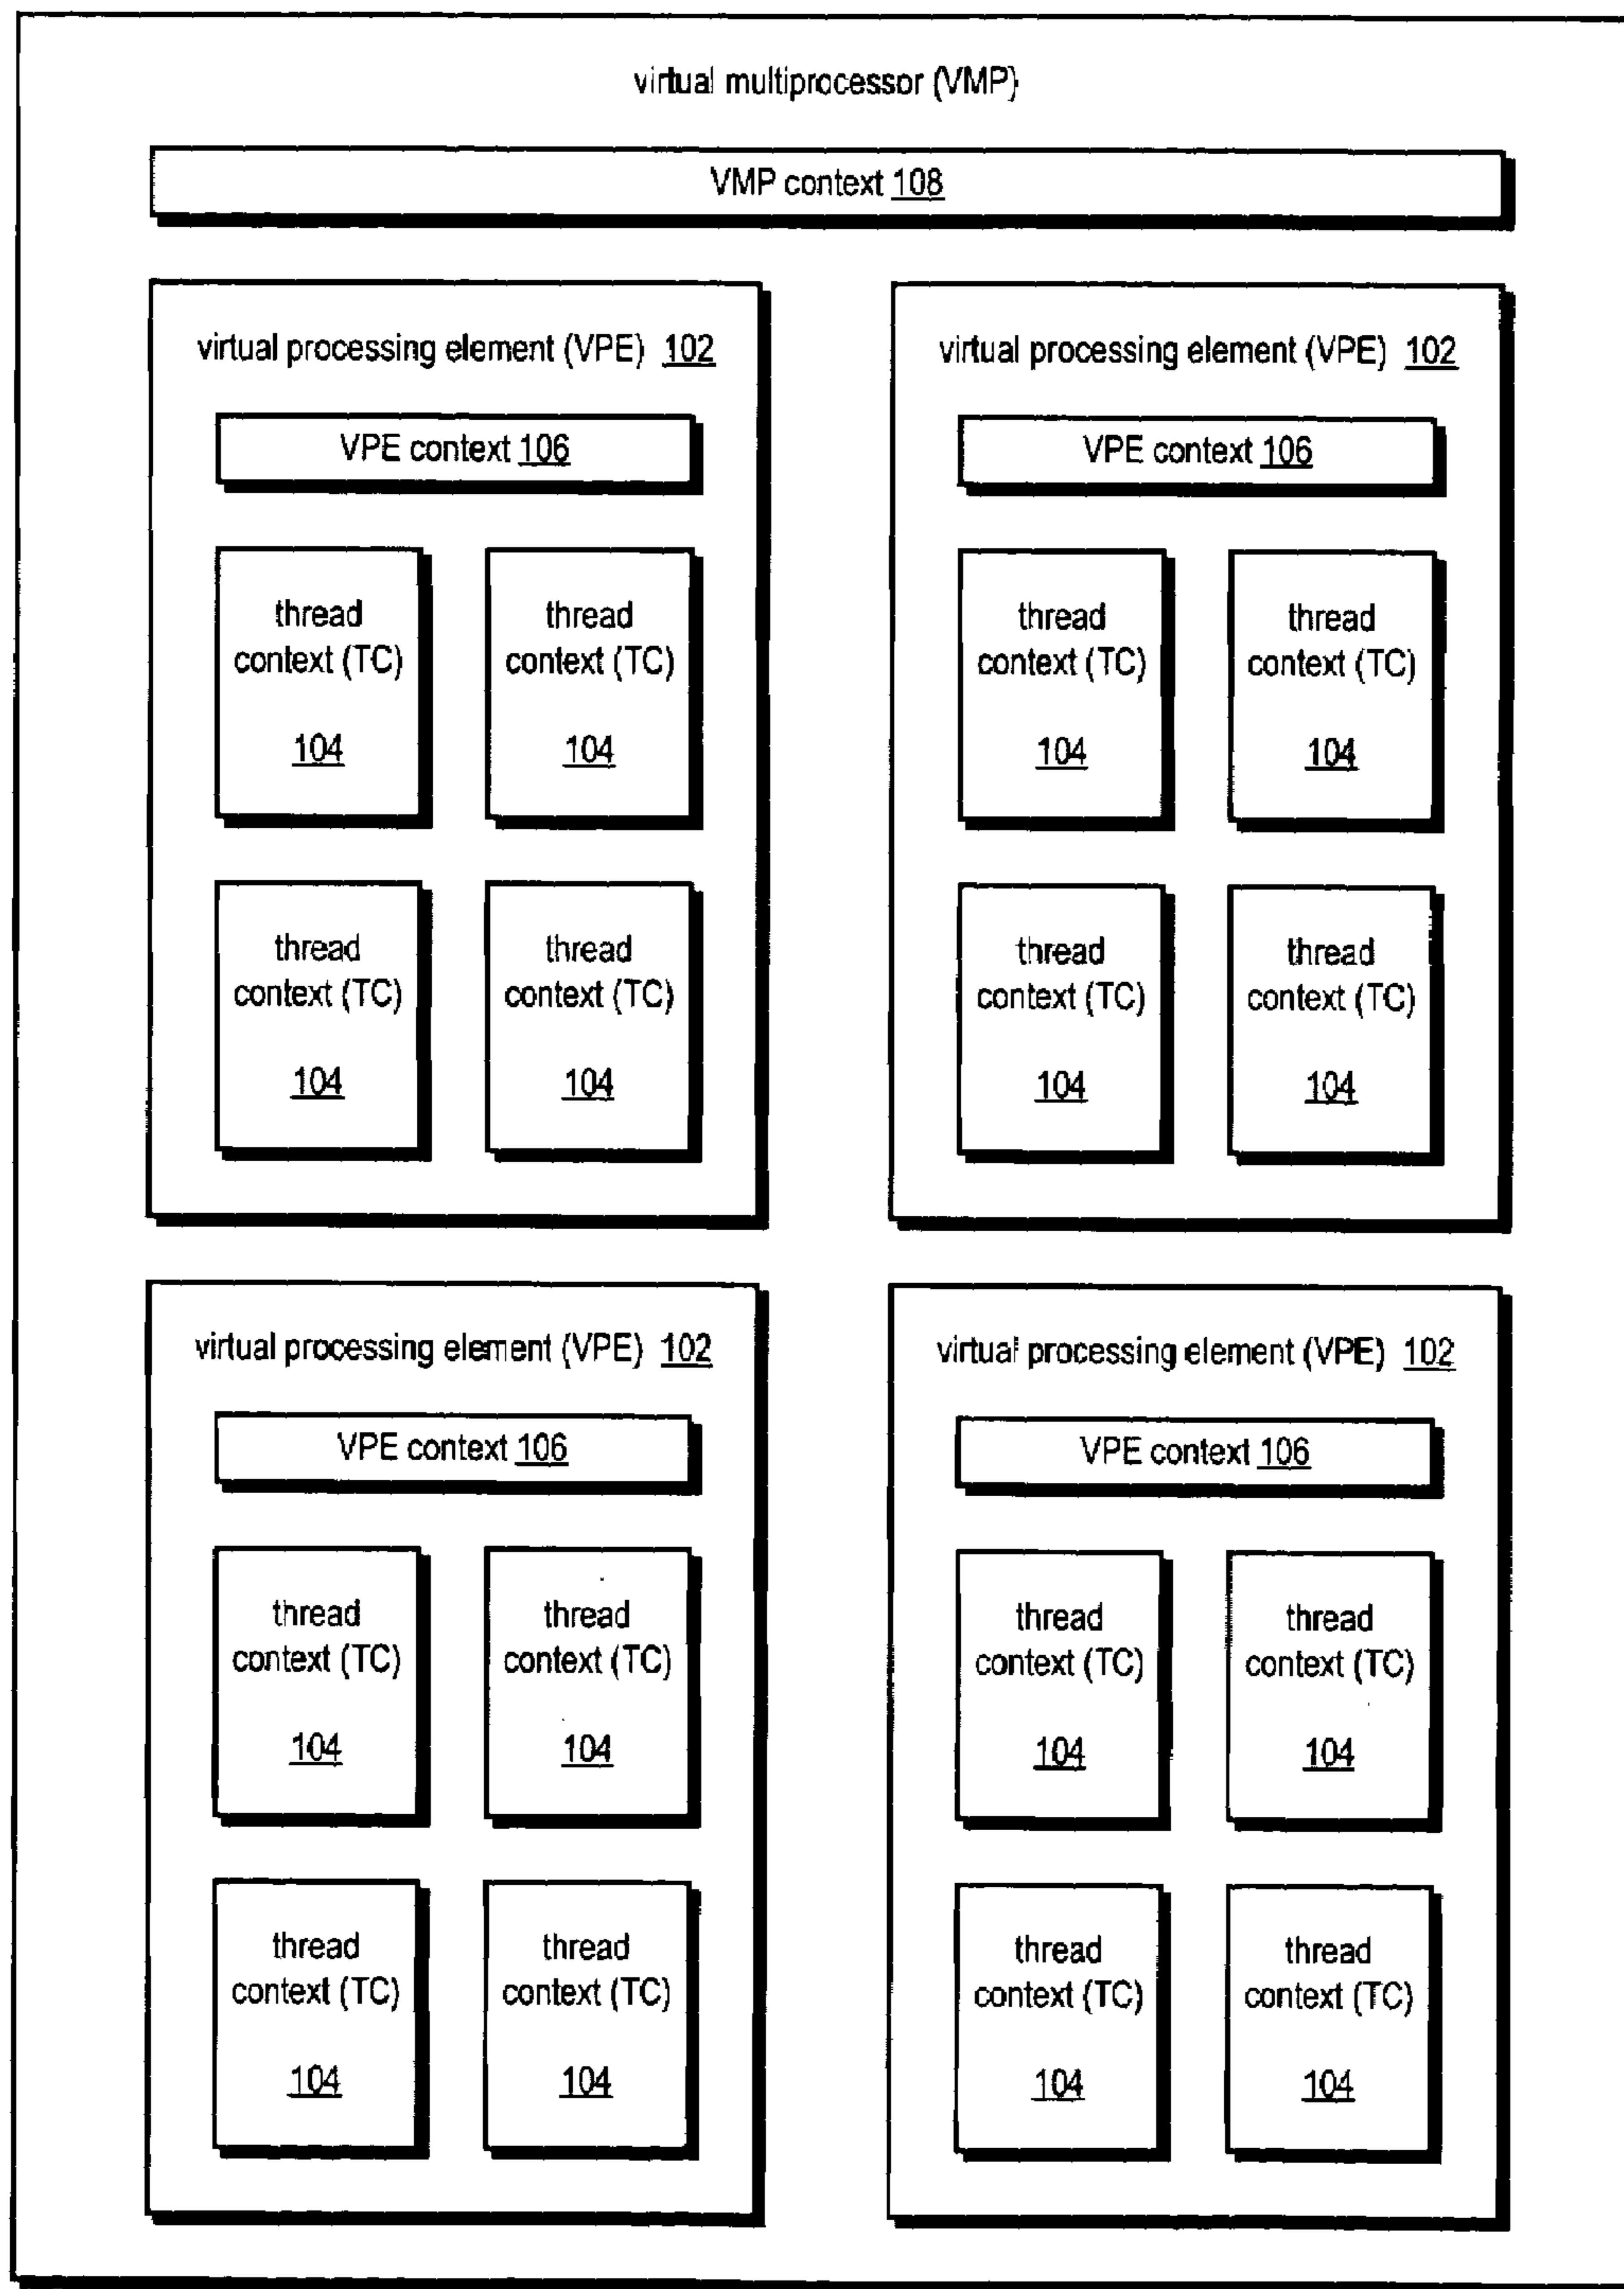 virtual multiprocessor (VMP)
VMP context 108
virtual processing element (VPE) 102
VPE context 106
thread
context (TC)
104
thread
context (TC)
104
thread
context (TC)
104
thread
context (TC)
104
virtual processing element (VPE) 102
VPE context 106
thread
context (TC)
104
thread
context (TC)
104
thread
context (TC)
104
thread
context (TC)
104
virtual processing element (VPE) 102
VPE context 106
thread
context (TC)
104
thread
context (TC)
104
thread
context (TC)
104
thread
context (TC)
104
virtual processing element (VPE) 102
VPE context 106
thread
context (TC)
104
thread
context (TC)
104
thread
context (TC)
104
thread
context (TC)
104